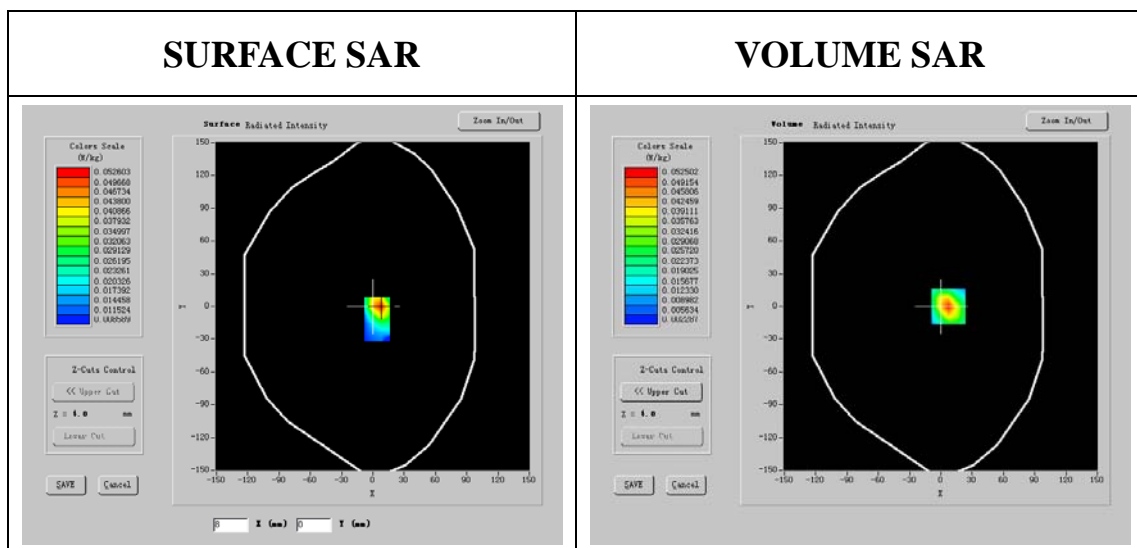 SURFACE SAR
VOLUME SAR
Surface Radiated Intensity
Zoom In/Out
Colors Scale
(W/kg)
0.052603
0.049668
0.046734
0.043800
0.040866
0.037932
0.034997
0.032063
0.029129
0.026195
0.023261
0.020326
0.017392
0.014458
0.011524
0.008589
150
90
60
30
0
-30
-60
-90
-120
-150
-150 -120 -90 -60 -30 0 30 60 90 120 150
X
Y
Z-Cuts Control
<< Upper Cut
Z = 4.0 mm
Lower Cut
SAVE
Cancel
8 X (mm) 0 Y (mm)
Volume Radiated Intensity
Zoom In/Out
Colors Scale
(W/kg)
0.052502
0.049154
0.045806
0.042459
0.039111
0.035763
0.032416
0.029068
0.025720
0.022373
0.019025
0.015677
0.012330
0.008982
0.005634
0.002287
150
90
60
30
0
-30
-60
-90
-120
-150
-150 -120 -90 -60 -30 0 30 60 90 120 150
X
Y
Z-Cuts Control
<< Upper Cut
Z = 4.0 mm
Lower Cut
SAVE
Cancel